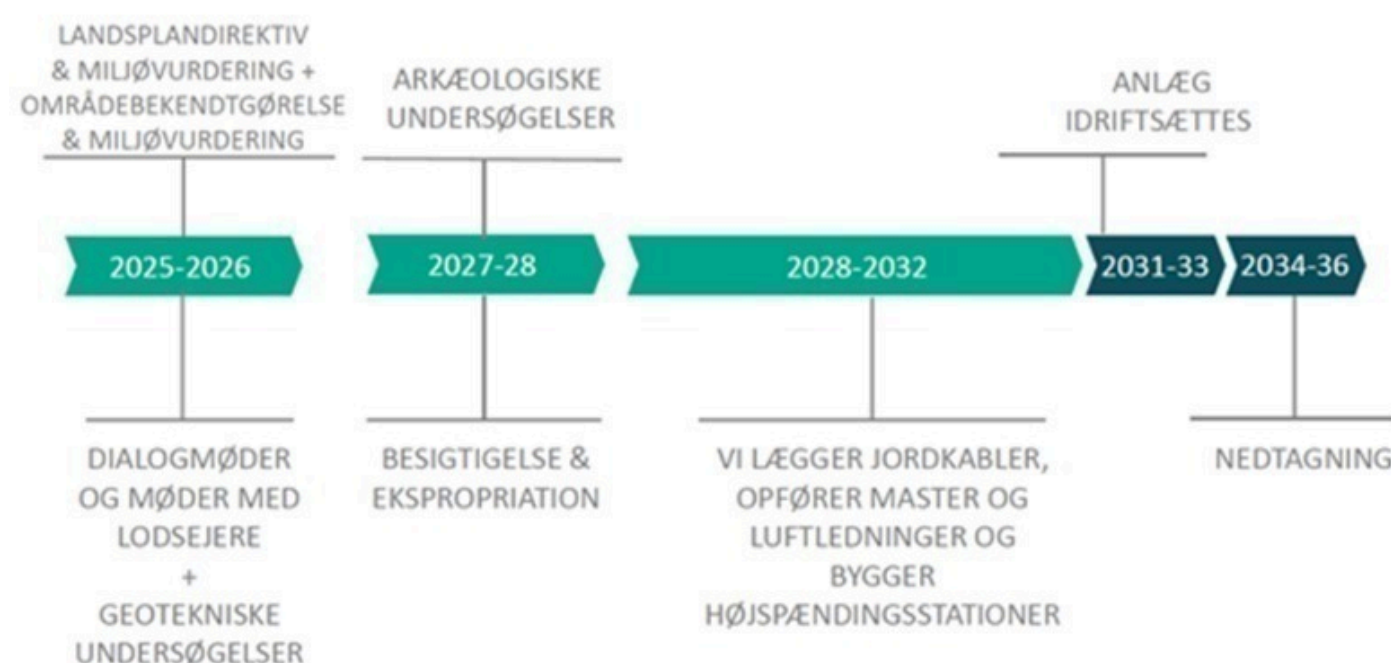 LANDSPLANDIREKTIV
& MILJØVURDERING +
OMRÅDEBEKENDTGØRELSE
& MILJØVURDERING
ARKÆOLOGISKE
UNDERSØGELSER
ANLÆG
IDRIFTSÆTTES
2025-2026
2027-28
2028-2032
2031-33
2034-36
DIALOGMØDER
OG MØDER MED
LODSEJERE
+
GEOTEKNISKE
UNDERSØGELSER
BESIGTIGELSE &
EKSPROPRIATION
VI LÆGGER JORDKABLER,
OPFØRER MASTER OG
LUFTLEDNINGER OG
BYGGER
HØJSPÆNDINGSSTATIONER
NEDTAGNING